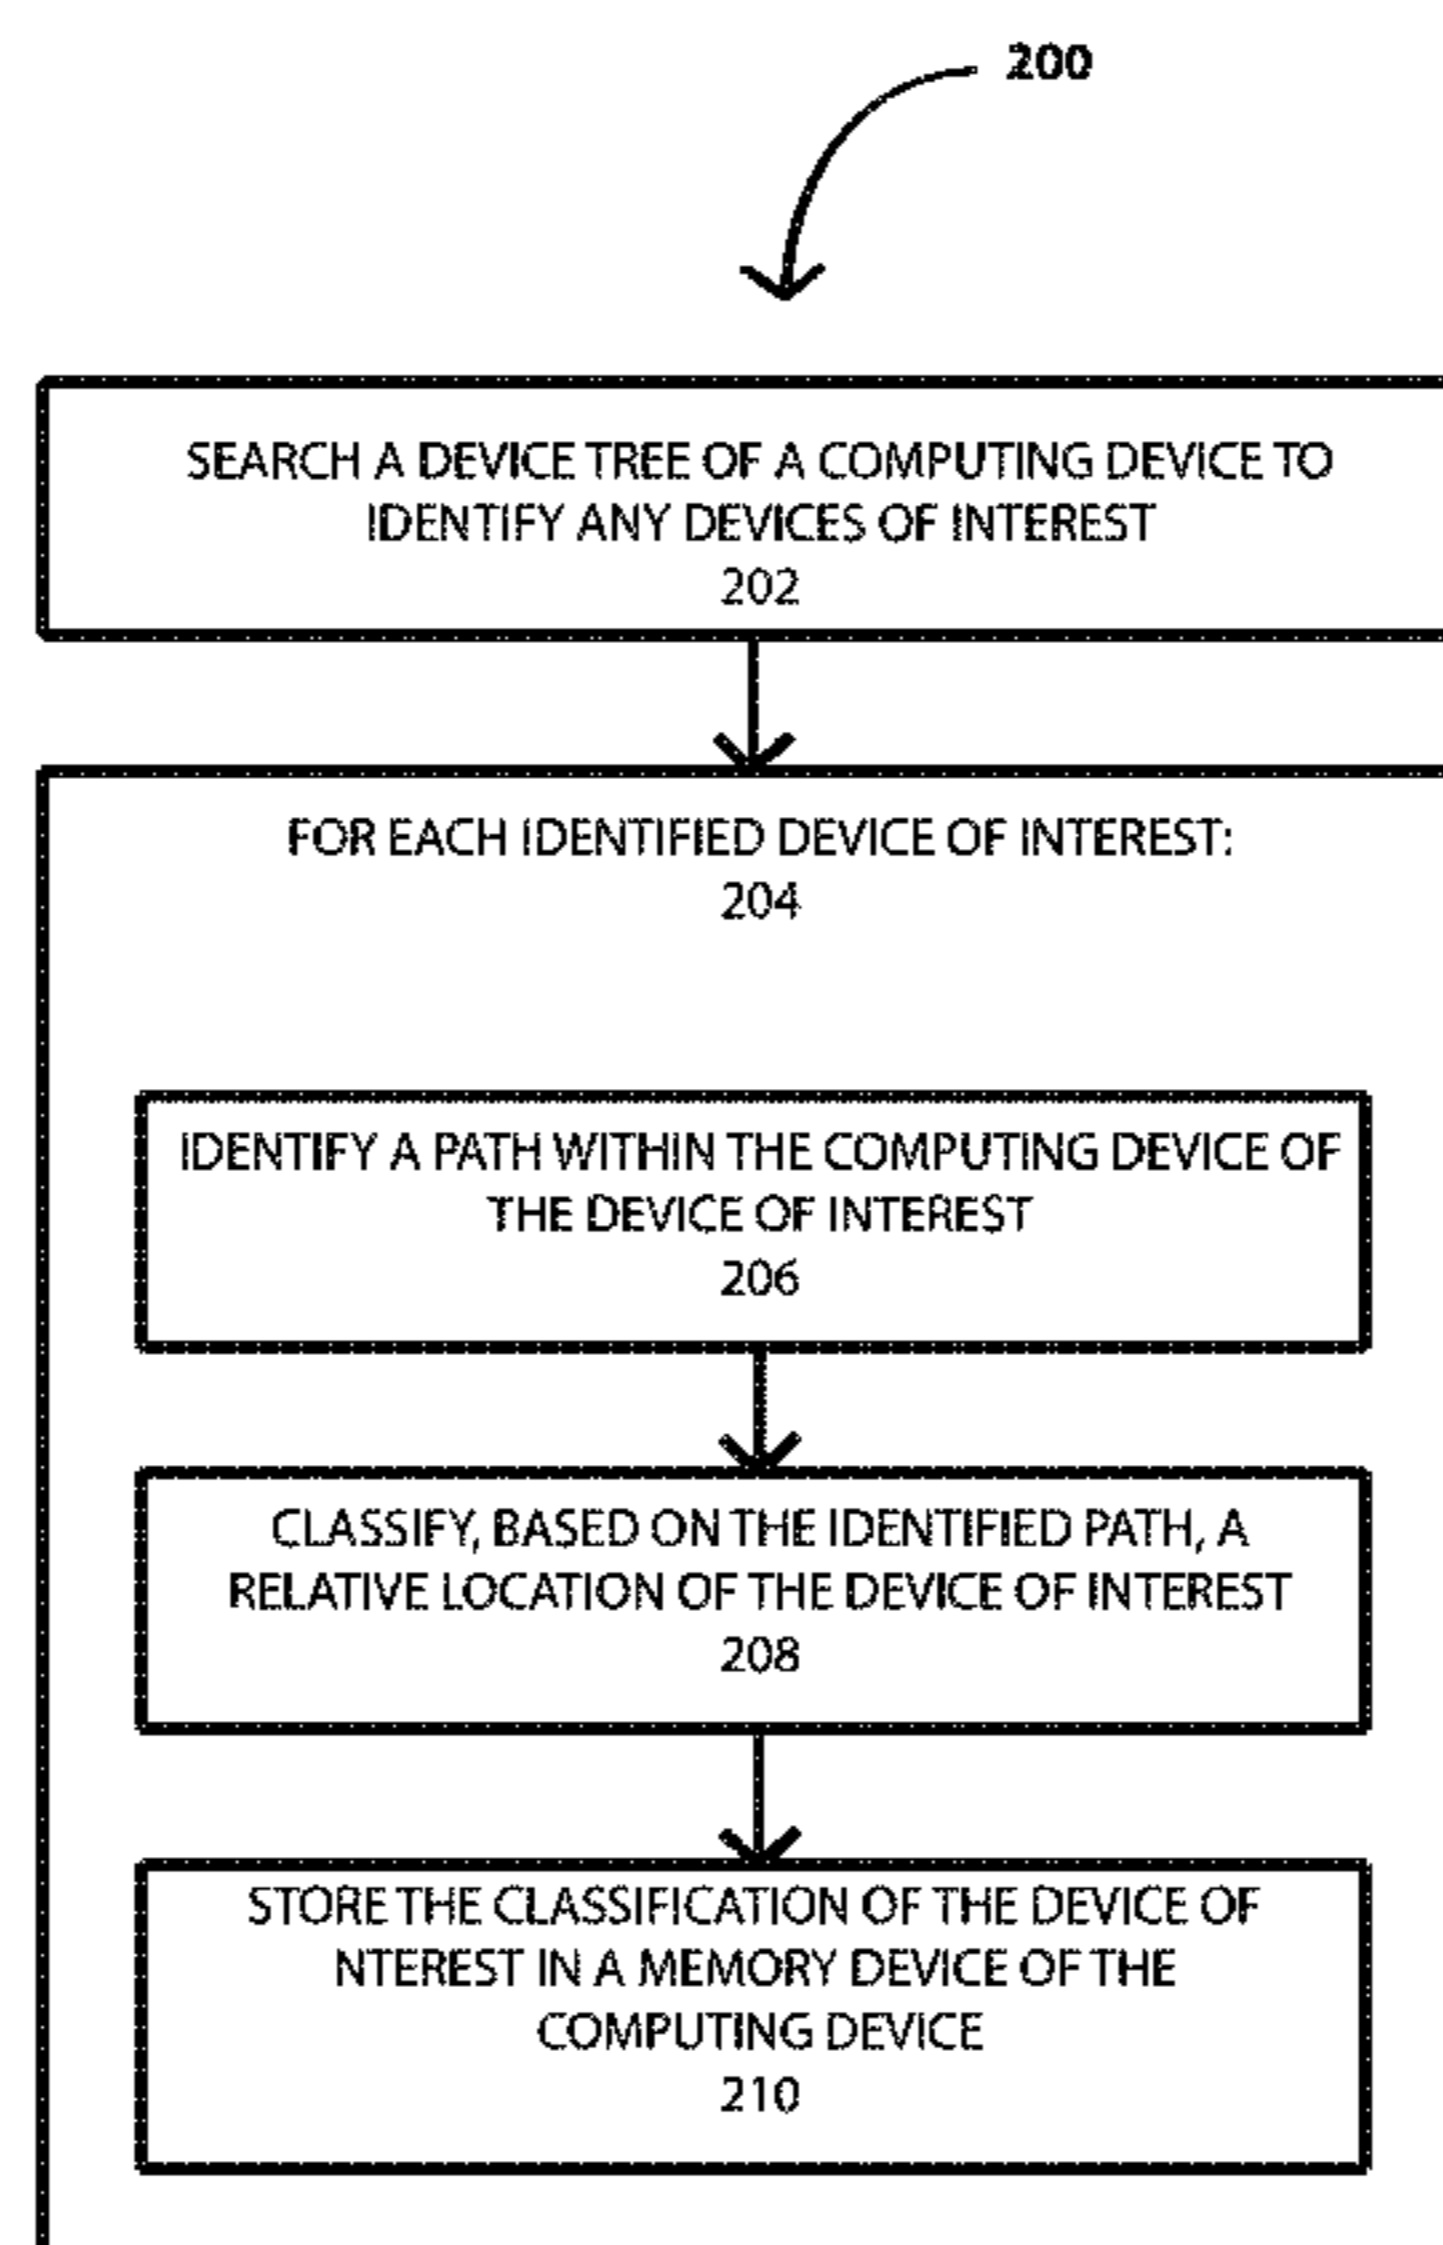 200
SEARCH A DEVICE TREE OF A COMPUTING DEVICE TO
IDENTIFY ANY DEVICES OF INTEREST
202
FOR EACH IDENTIFIED DEVICE OF INTEREST:
204
IDENTIFY A PATH WITHIN THE COMPUTING DEVICE OF
THE DEVICE OF INTEREST
206
CLASSIFY, BASED ON THE IDENTIFIED PATH, A
RELATIVE LOCATION OF THE DEVICE OF INTEREST
208
STORE THE CLASSIFICATION OF THE DEVICE OF
NTEREST IN A MEMORY DEVICE OF THE
COMPUTING DEVICE
210